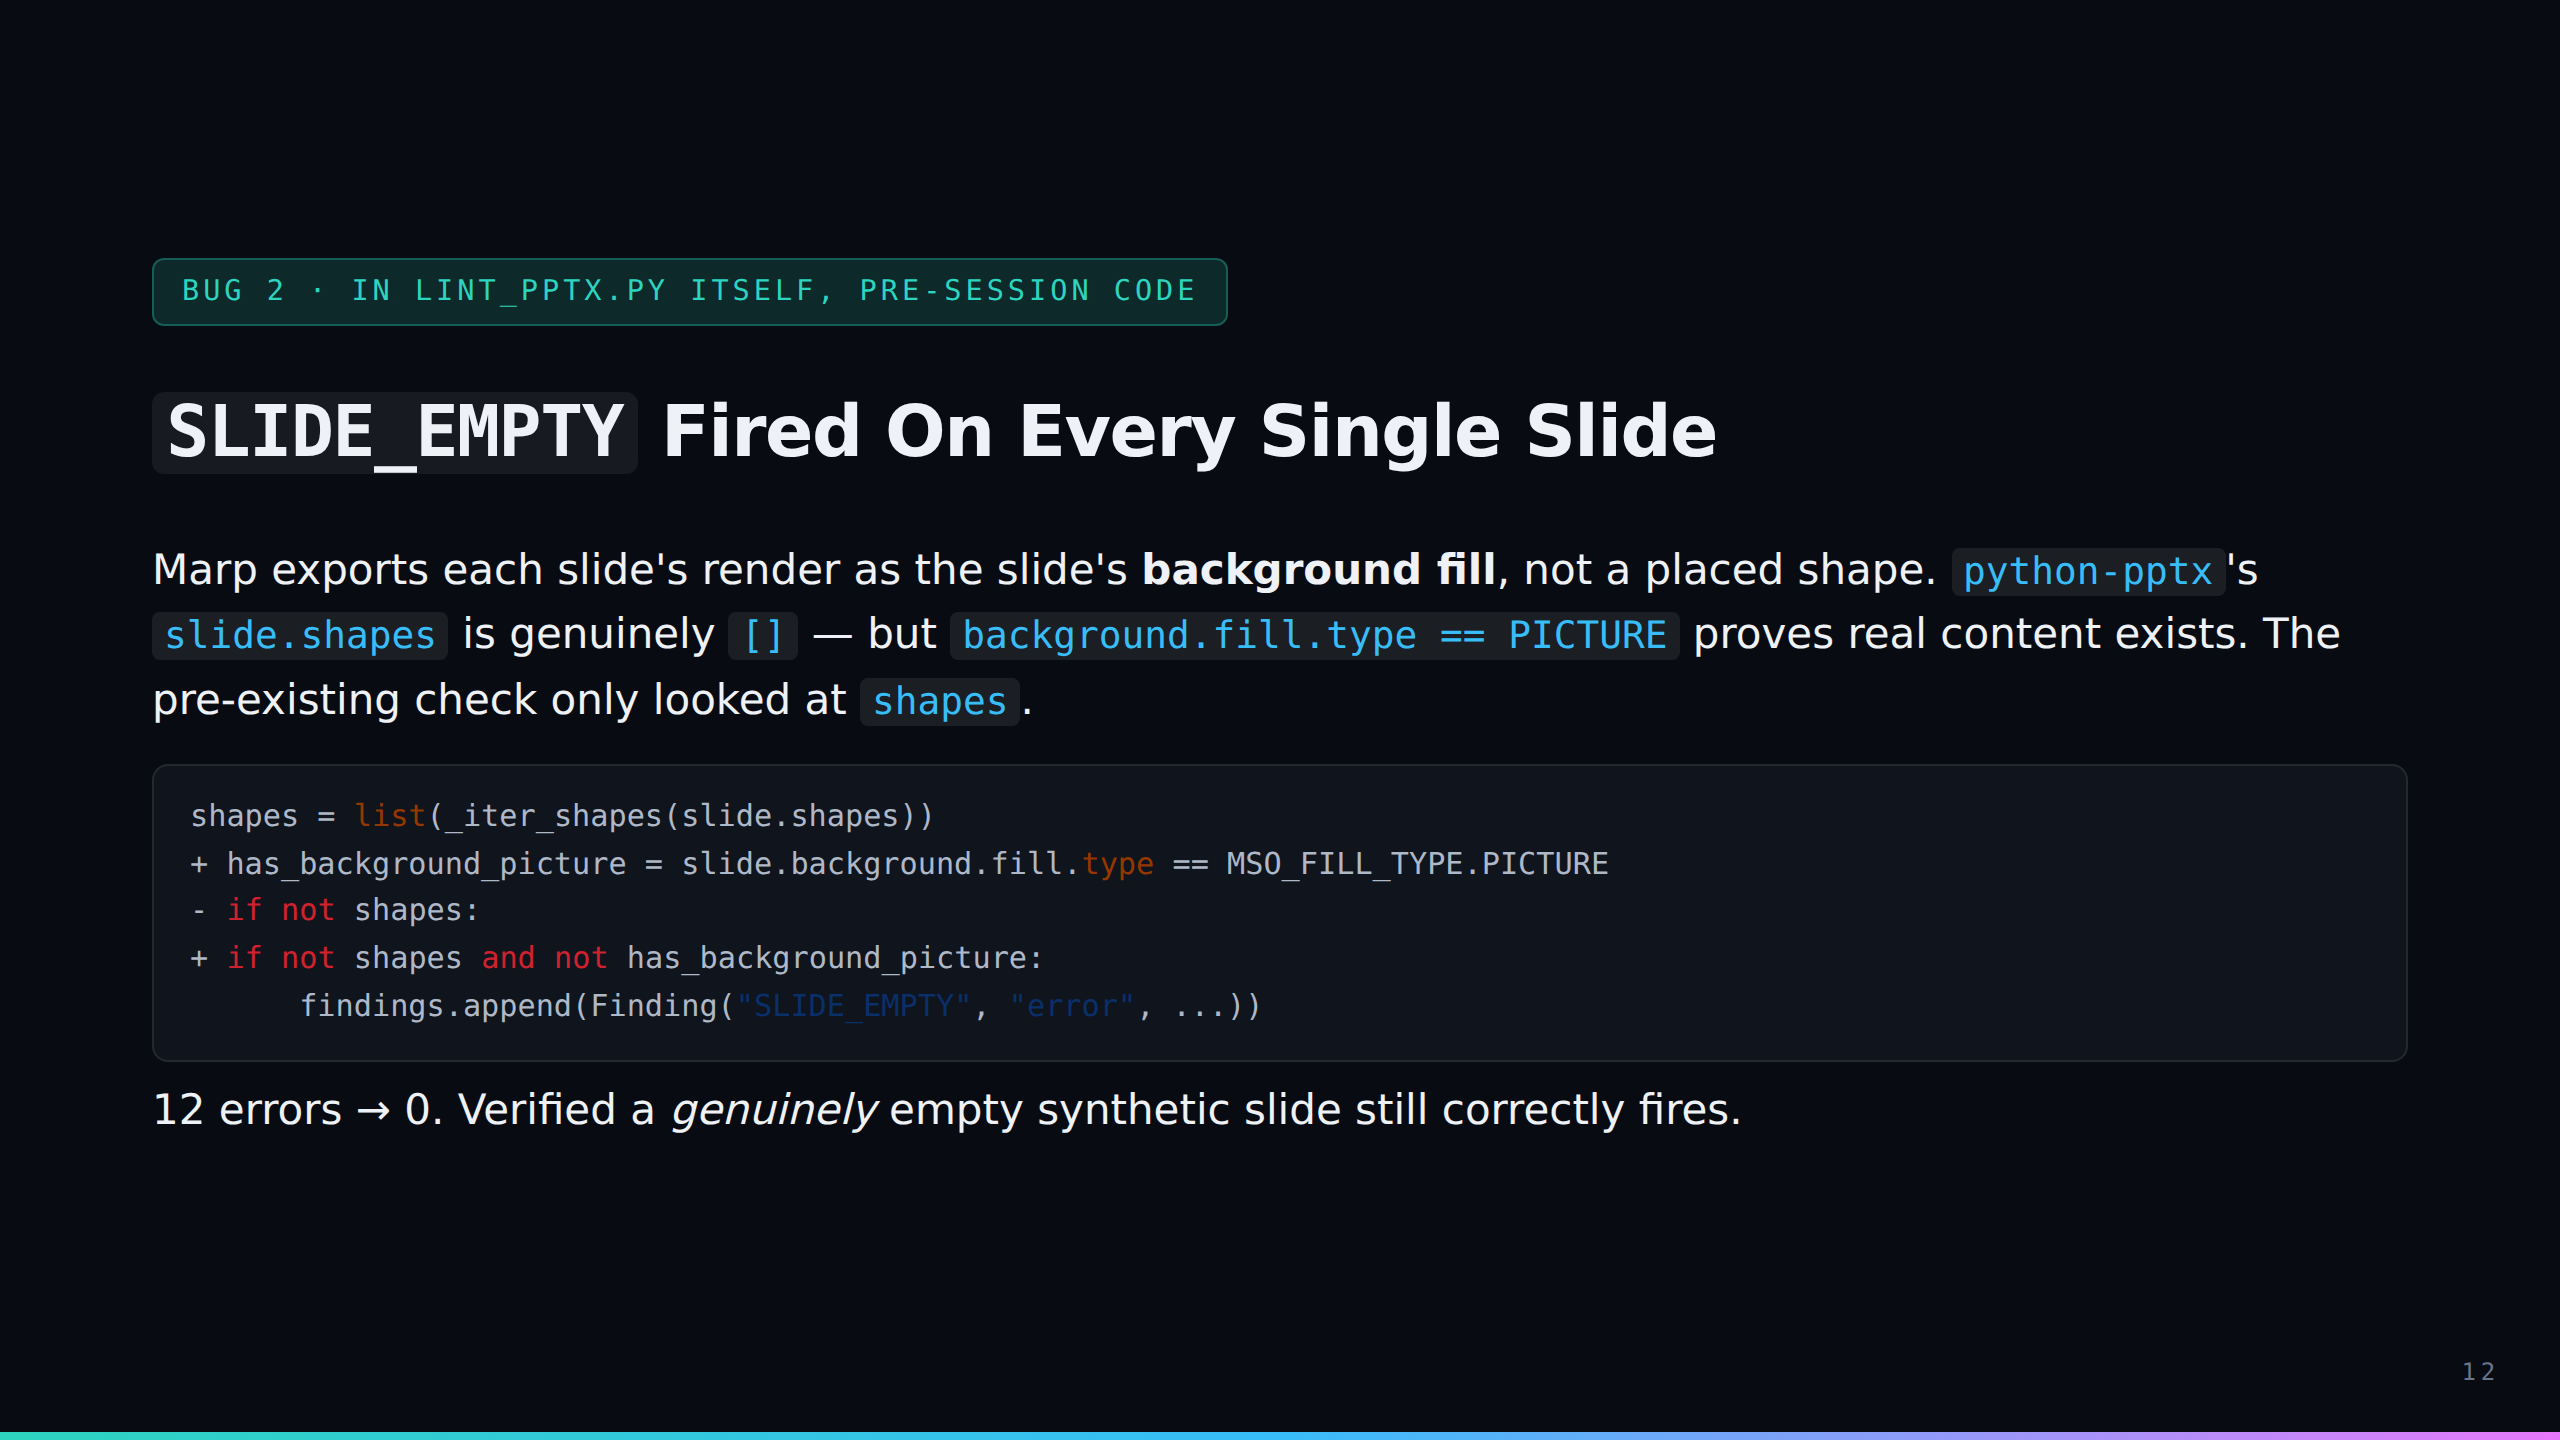 BUG 2 · IN LINT_PPTX.PY ITSELF, PRE-SESSION CODE
SLIDE_EMPTY Fired On Every Single Slide
Marp exports each slide's render as the slide's background fill, not a placed shape. python-pptx's
slide.shapes is genuinely [] — but background.fill.type == PICTURE proves real content exists. The
pre-existing check only looked at shapes.
shapes = list(_iter_shapes(slide.shapes))
+ has_background_picture = slide.background.fill.type == MSO_FILL_TYPE.PICTURE
- if not shapes:
+ if not shapes and not has_background_picture:
      findings.append(Finding("SLIDE_EMPTY", "error", ...))
12 errors → 0. Verified a genuinely empty synthetic slide still correctly fires.
12